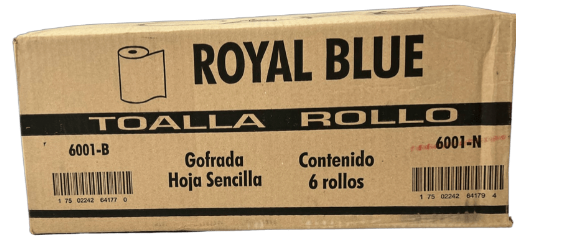 ROYAL BLUE
TOALLA ROLLO
6001-B
6001-N
Gofrada
Hoja Sencilla
Contenido
6 rollos
1 75 02242 64177 0
1 75 02242 64179 4